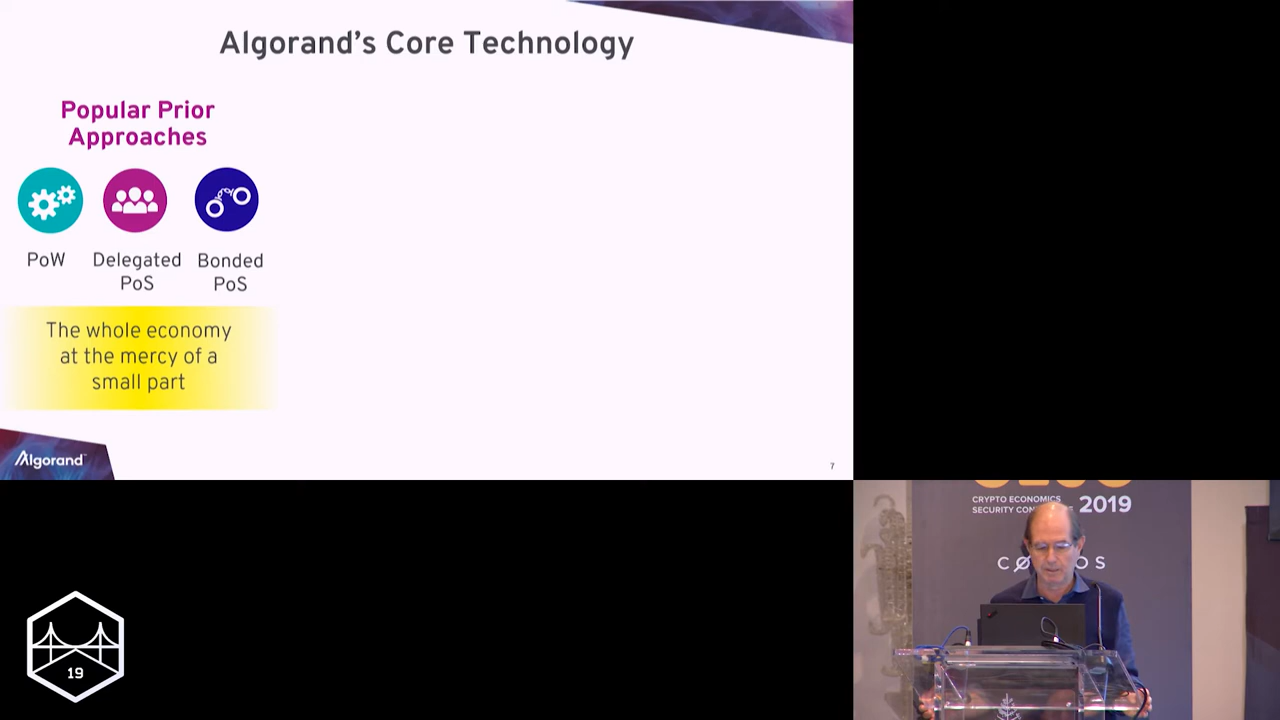 Algorand's Core Technology
Popular Prior
Approaches
PoW
Delegated
PoS
Bonded
PoS
The whole economy
at the mercy of a
small part
Algorand
7
CRYPTO ECONOMICS
2019
19